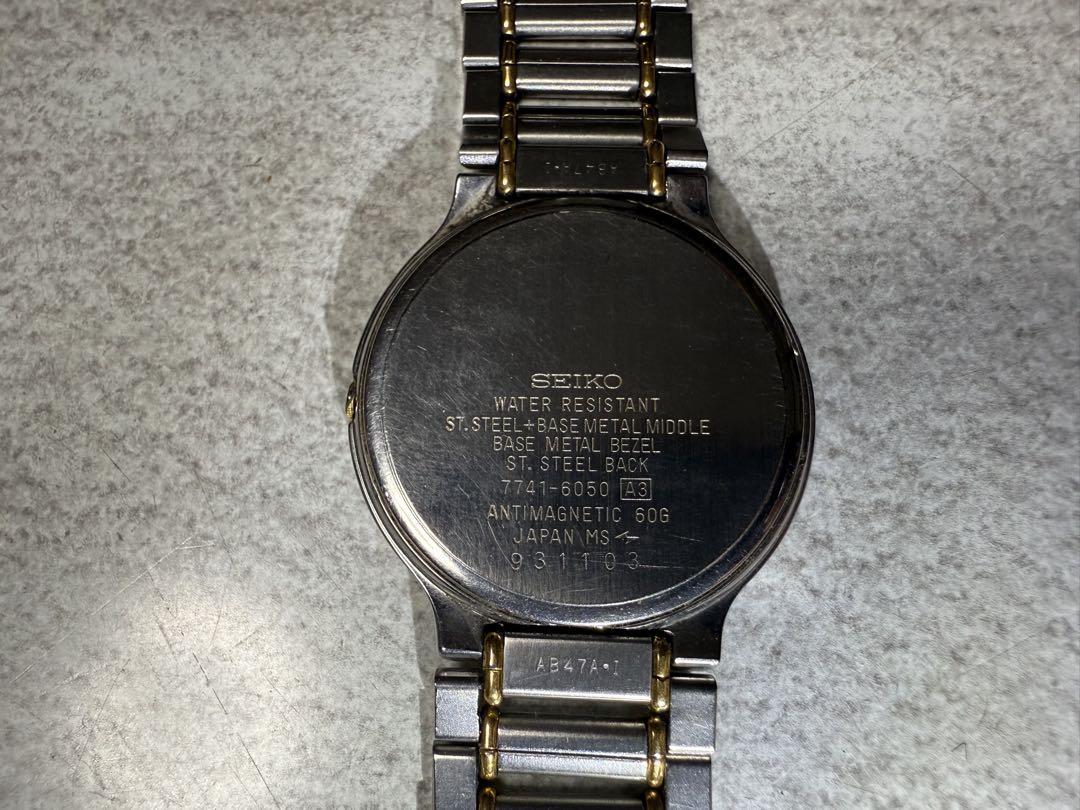 AB47A•I
SEIKO
WATER RESISTANT
ST.STEEL+BASE METAL MIDDLE
BASE METAL BEZEL
ST. STEEL BACK
7741-6050 A3
ANTIMAGNETIC 60G
JAPAN MS
931103
AB47A•I